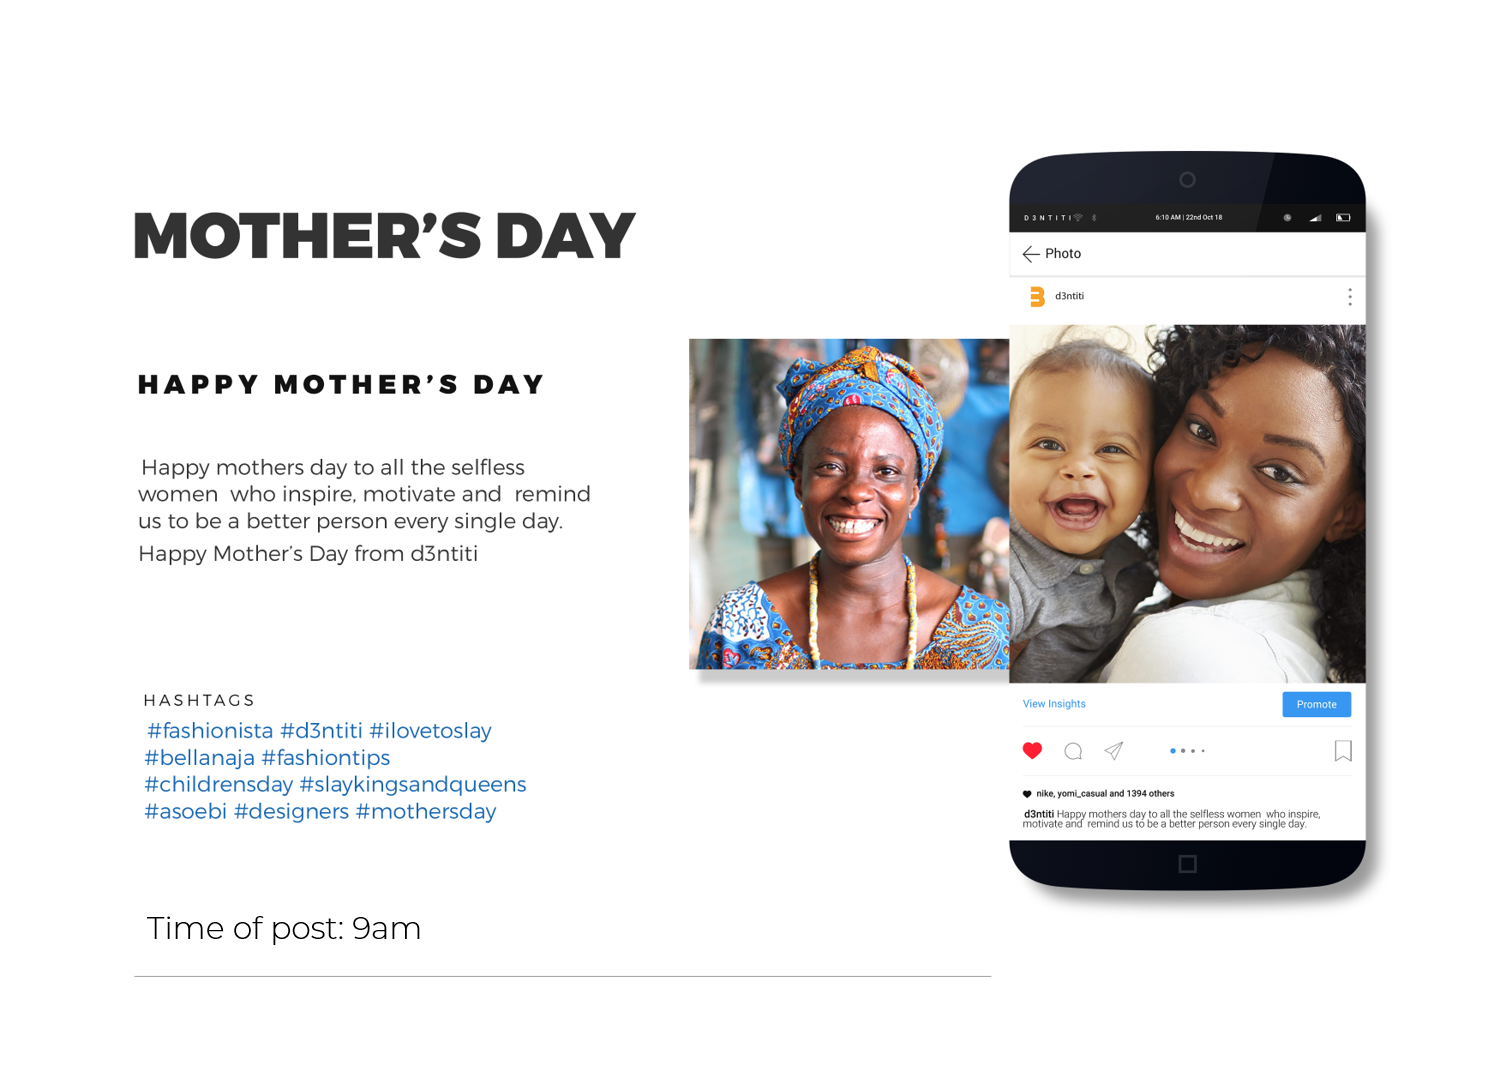 MOTHER’S DAY
HAPPY MOTHER’S DAY
Happy mothers day to all the selfless
women  who inspire, motivate and  remind
us to be a better person every single day.
Happy Mother’s Day from d3ntiti
HASHTAGS
#fashionista #d3ntiti #ilovetoslay
#bellanaja #fashiontips
#childrensday #slaykingsandqueens
#asoebi #designers #mothersday
Time of post: 9am
D3NTITI 6:10 AM | 22nd Oct 18
Photo
d3ntiti
View Insights Promote
nike, yomi_casual and 1394 others
d3ntiti Happy mothers day to all the selfless women  who inspire,
motivate and  remind us to be a better person every single day.